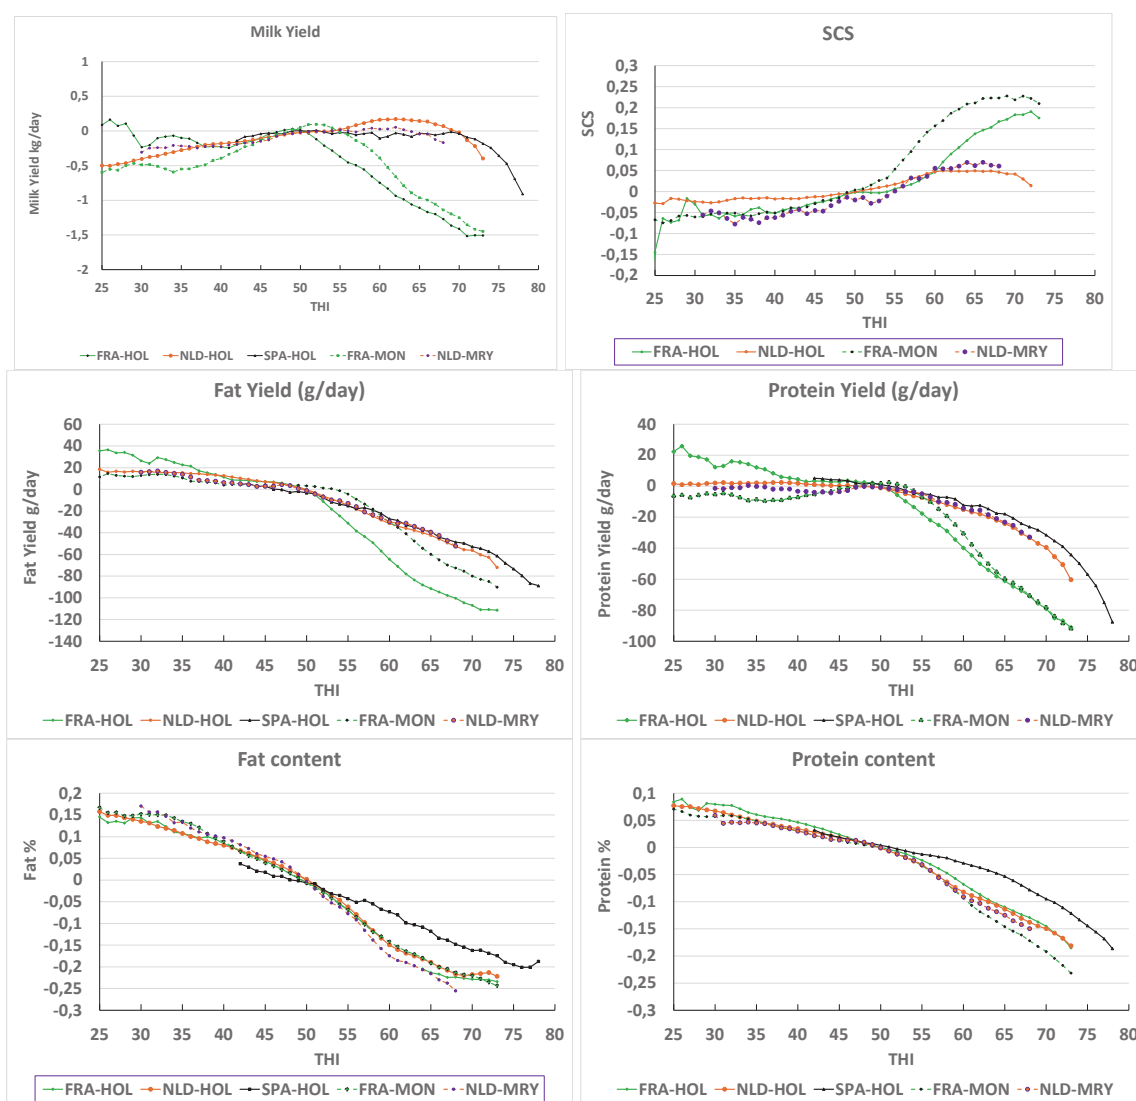 Milk Yield
Milk Yield kg/day
1
0,5
0
-0,5
-1
-1,5
-2
25 30 35 40 45 50 55 60 65 70 75 80
THI
FRA-HOL NLD-HOL SPA-HOL FRA-MON NLD-MRY
SCS
SCS
0,3
0,25
0,2
0,15
0,1
0,05
0
-0,05
-0,1
-0,15
-0,2
25 30 35 40 45 50 55 60 65 70 75 80
THI
FRA-HOL NLD-HOL FRA-MON NLD-MRY
Fat Yield (g/day)
Fat Yield g/day
60
40
20
0
-20
-40
-60
-80
-100
-120
-140
25 30 35 40 45 50 55 60 65 70 75 80
THI
FRA-HOL NLD-HOL SPA-HOL FRA-MON NLD-MRY
Protein Yield (g/day)
Protein Yield g/day
40
20
0
-20
-40
-60
-80
-100
25 30 35 40 45 50 55 60 65 70 75 80
THI
FRA-HOL NLD-HOL SPA-HOL FRA-MON NLD-MRY
Fat content
Fat %
0,2
0,15
0,1
0,05
0
-0,05
-0,1
-0,15
-0,2
-0,25
-0,3
25 30 35 40 45 50 55 60 65 70 75 80
THI
FRA-HOL NLD-HOL SPA-HOL FRA-MON NLD-MRY
Protein content
Protein %
0,1
0,05
0
-0,05
-0,1
-0,15
-0,2
-0,25
-0,3
25 30 35 40 45 50 55 60 65 70 75 80
THI
FRA-HOL NLD-HOL SPA-HOL FRA-MON NLD-MRY